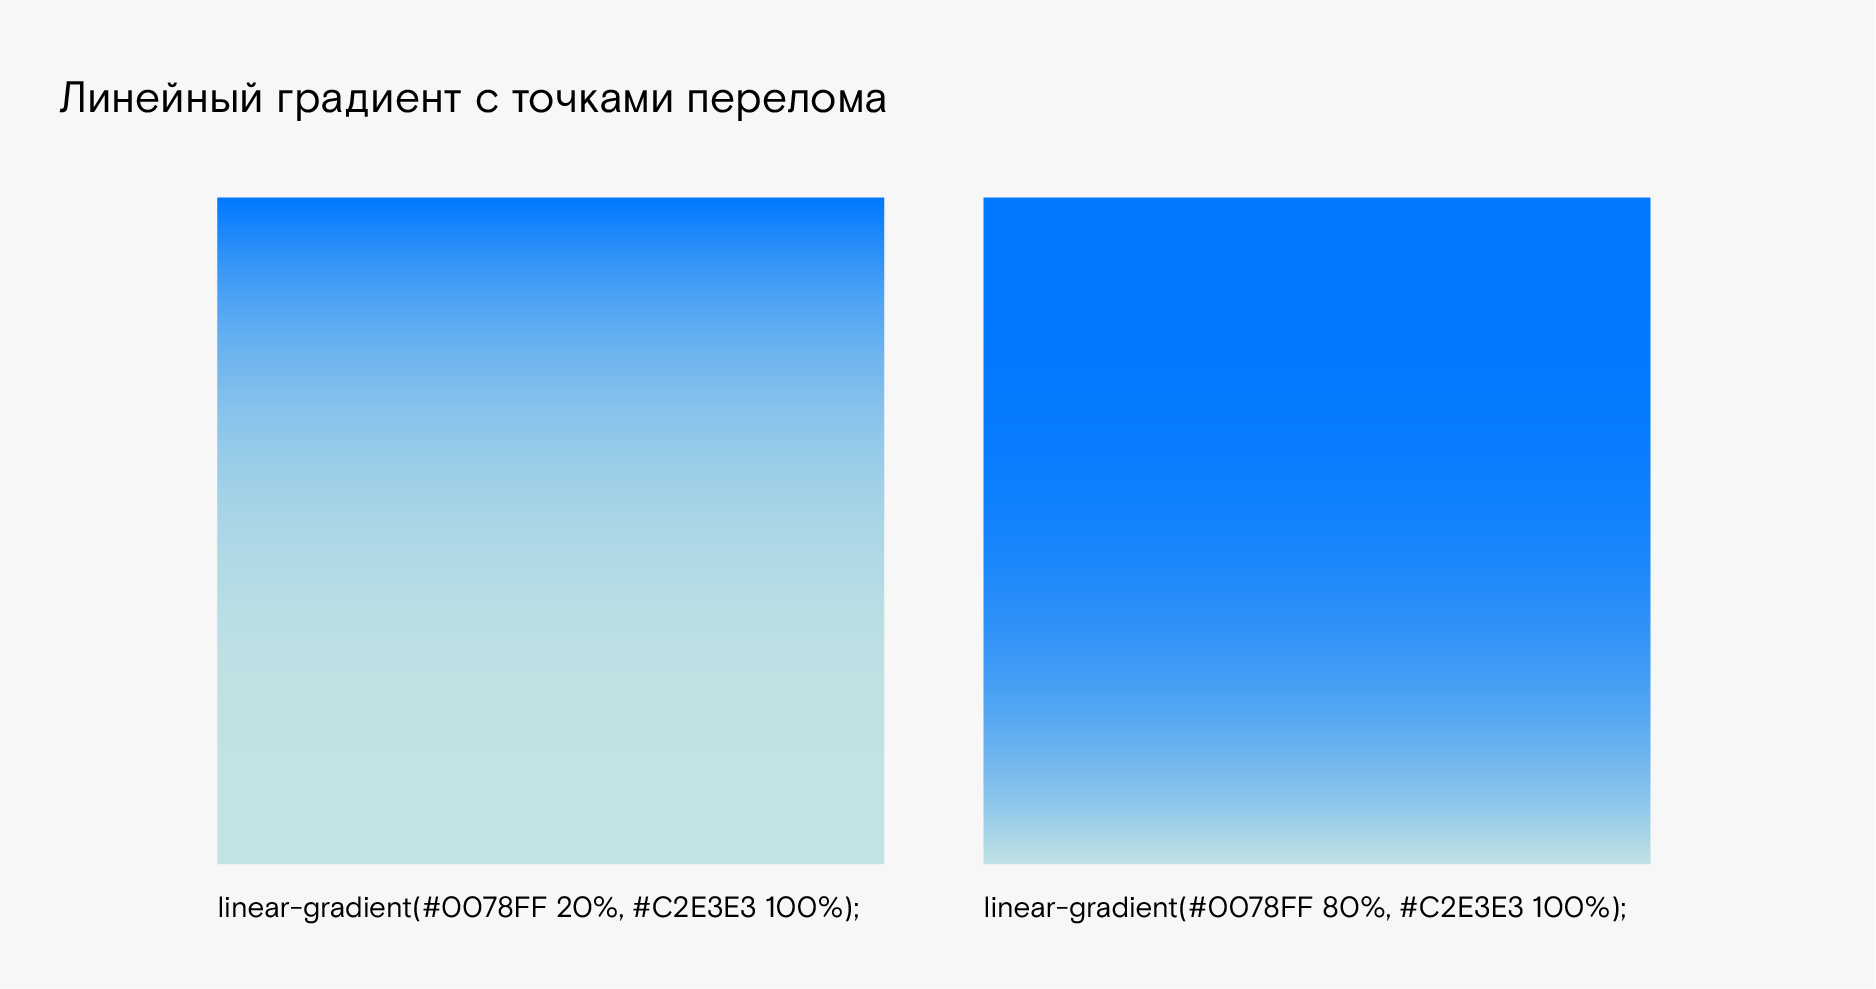 Линейный градиент с точками перелома
linear-gradient(#0078FF 20%, #C2E3E3 100%);
linear-gradient(#0078FF 80%, #C2E3E3 100%);